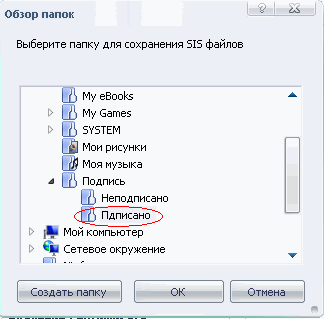 Обзор папок
?
Выберите папку для сохранения SIS файлов
My eBooks
My Games
SYSTEM
Мои рисунки
Моя музыка
Подпись
Неподписано
Пдписано
Мой компьютер
Сетевое окружение
Создать папку
OK
Отмена